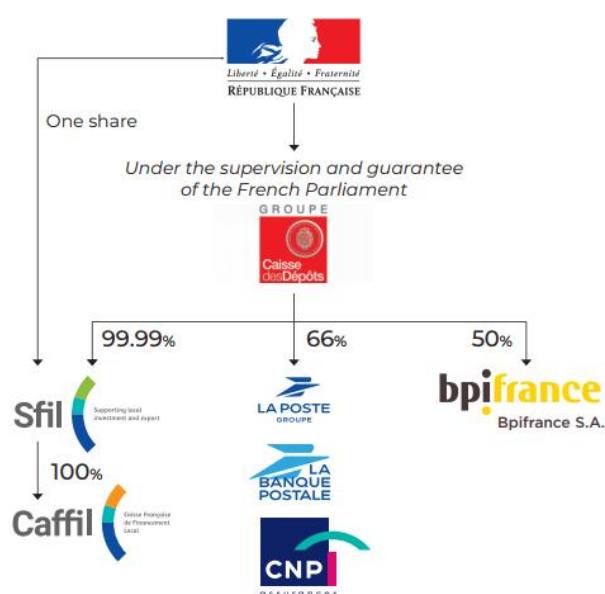 Liberté • Égalité • Fraternité
RÉPUBLIQUE FRANÇAISE
One share
Under the supervision and guarantee
of the French Parliament
GROUPE
Caisse
desDépôts
99.99%
66%
50%
Sfil
Supporting local
investment and export
LA POSTE
GROUPE
bpifrance
Bpifrance S.A.
100%
LA
BANQUE
POSTALE
Caffil
Caisse Française
de Financement
Local
CNP